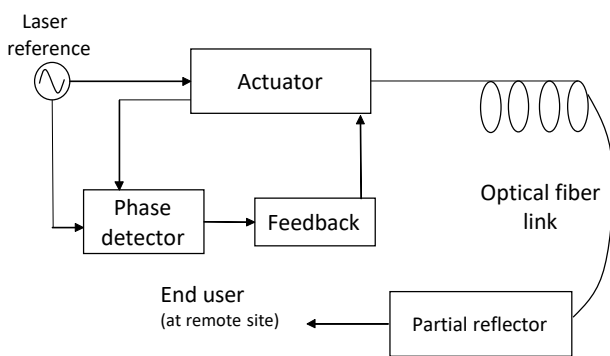 Laser
reference
Actuator
Phase
detector
Feedback
Optical fiber
link
End user
(at remote site)
Partial reflector